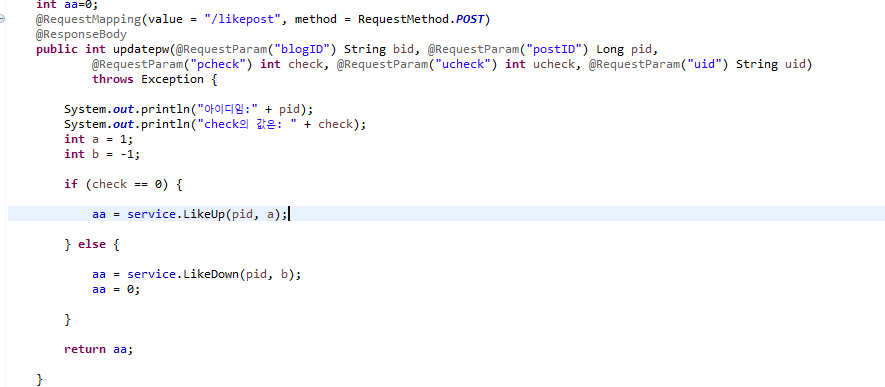 int aa=0;
@RequestMapping(value = "/likepost", method = RequestMethod.POST)
@ResponseBody
public int updatepw(@RequestParam("blogID") String bid, @RequestParam("postID") Long pid,
@RequestParam("pcheck") int check, @RequestParam("ucheck") int ucheck, @RequestParam("uid") String uid)
throws Exception {
System.out.println("아이디임:" + pid);
System.out.println("check의 값은: " + check);
int a = 1;
int b = -1;
if (check == 0) {
aa = service.LikeUp(pid, a);
} else {
aa = service.LikeDown(pid, b);
aa = 0;
}
return aa;
}